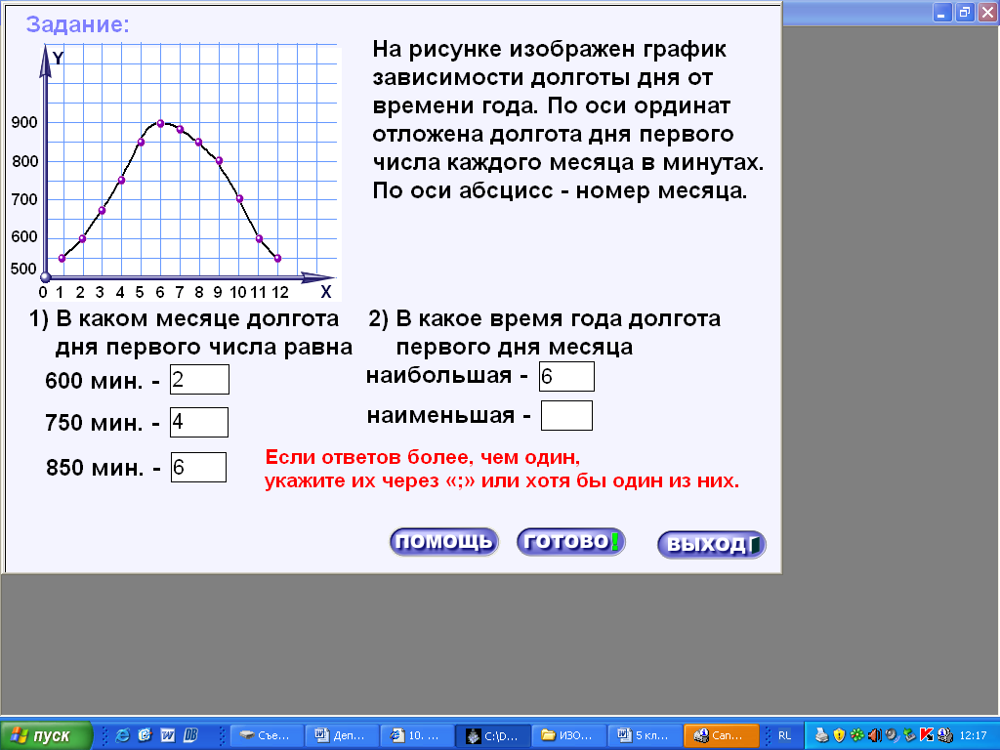 Задание:
Y
900
800
700
600
500
0 1 2 3 4 5 6 7 8 9 10 11 12 X
На рисунке изображен график
зависимости долготы дня от
времени года. По оси ординат
отложена долгота дня первого
числа каждого месяца в минутах.
По оси абсцисс - номер месяца.
1) В каком месяце долгота
дня первого числа равна
600 мин. - 2
750 мин. - 4
850 мин. - 6
2) В какое время года долгота
первого дня месяца
наибольшая - 6
наименьшая -
Если ответов более, чем один,
укажите их через «;» или хотя бы один из них.
ПОМОЩЬ
ГОТОВО!
ВЫХОД
пуск
Съе...
Деп...
10. ...
C:\D...
ИЗО...
5 кл...
Can...
RL
12:17